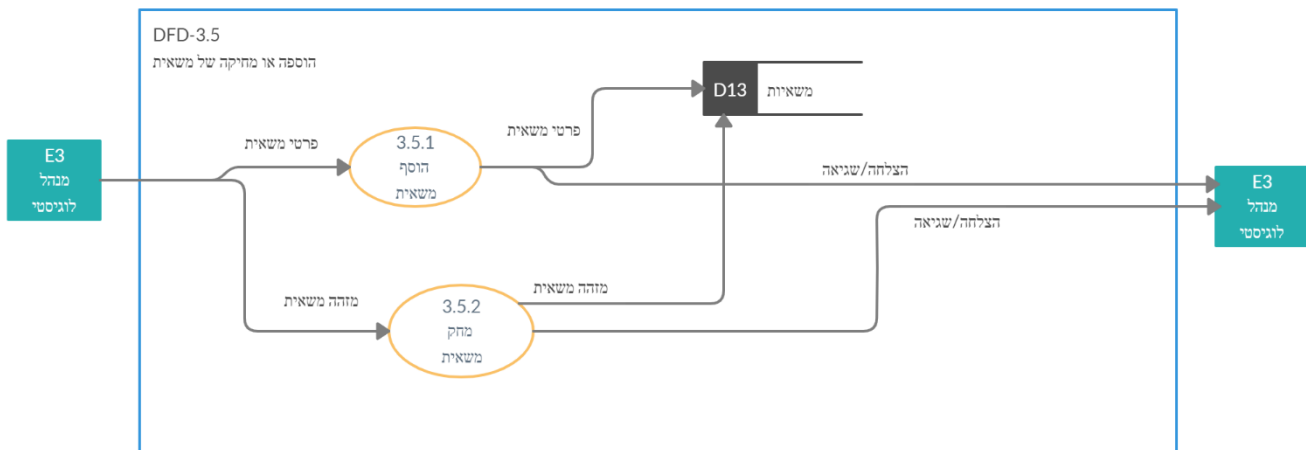 DFD-3.5
הוספה או מחיקה של משאית
D13
משאיות
E3
מנהל
לוגיסטי
פרטי משאית
3.5.1
הוסף
משאית
פרטי משאית
הצלחה/שגיאה
E3
מנהל
לוגיסטי
הצלחה/שגיאה
מזהה משאית
3.5.2
מחק
משאית
מזהה משאית